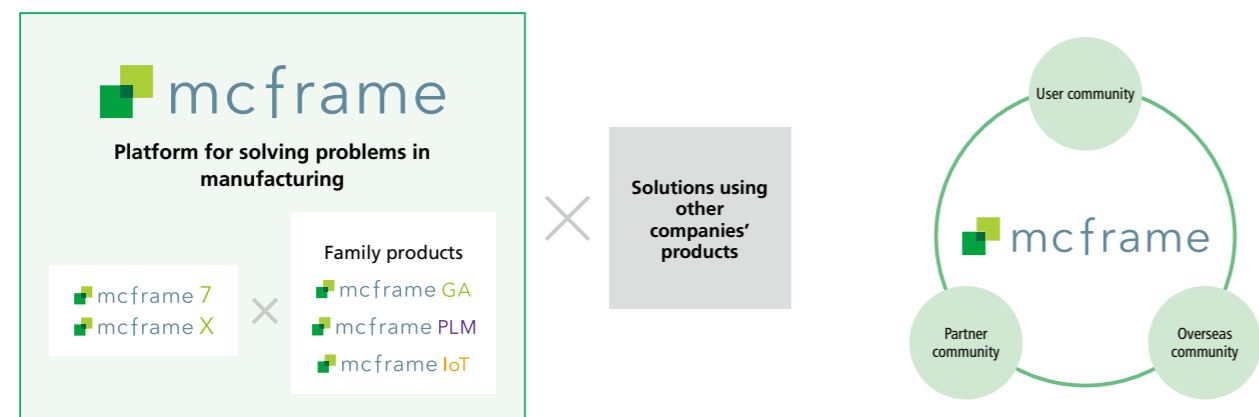 mcframe
Platform for solving problems in
manufacturing
mcframe 7
mcframe X
Family products
mcframe GA
mcframe PLM
mcframe IoT
Solutions using
other
companies’
products
User community
mcframe
Partner
community
Overseas
community